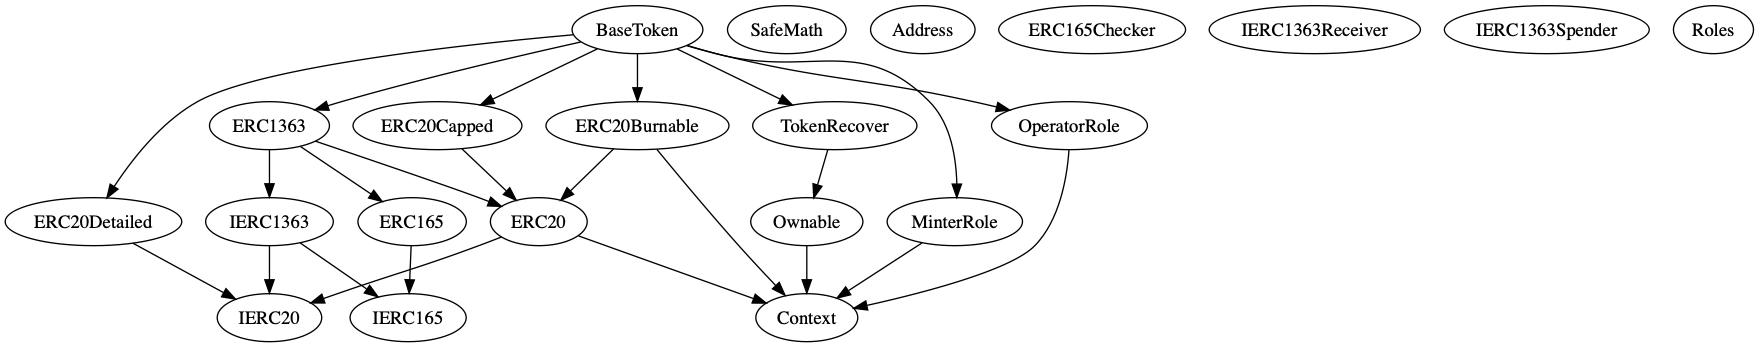 BaseToken
SafeMath
Address
ERC165Checker
IERC1363Receiver
IERC1363Spender
Roles
ERC1363
ERC20Capped
ERC20Burnable
TokenRecover
OperatorRole
ERC20Detailed
IERC1363
ERC165
ERC20
Ownable
MinterRole
IERC20
IERC165
Context